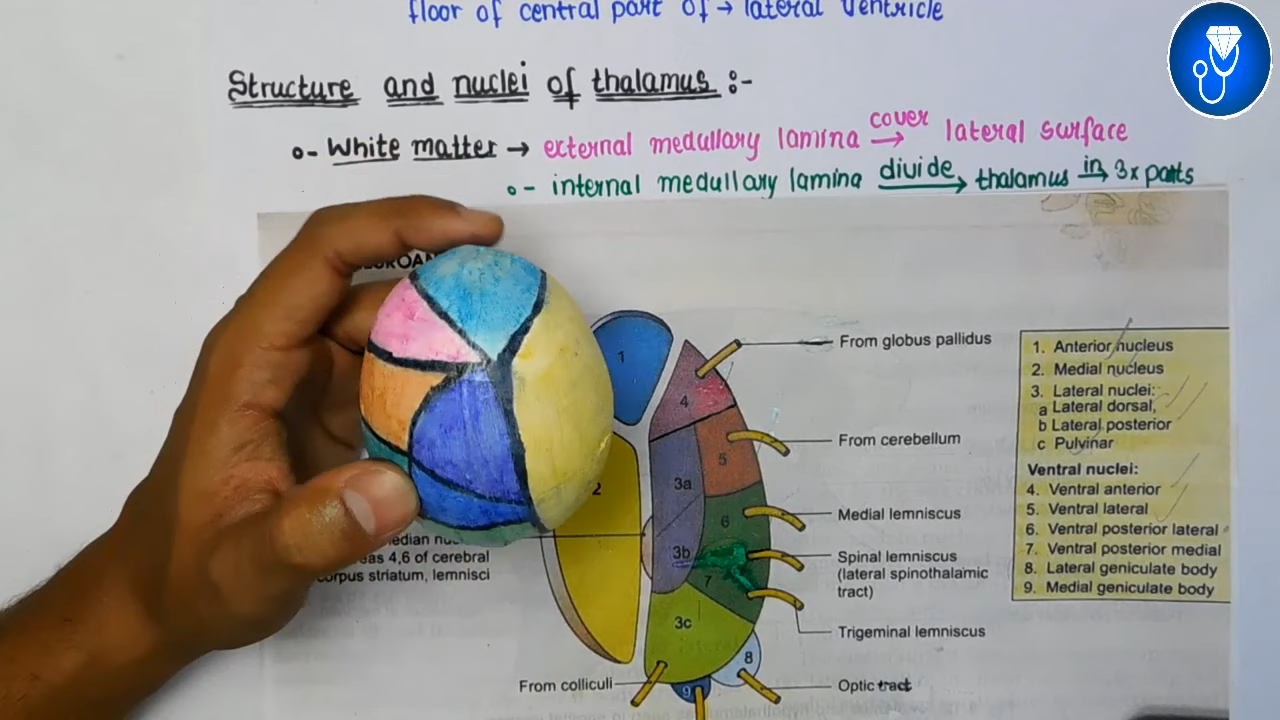 floor of central part of → lateral ventricle
Structure and nuclei of thalamus :-
o- White matter → external medullary lamina cover → lateral surface
o- internal medullary lamina divide → thalamus in → 3x parts
1
2
3a
3b
3c
4
5
6
7
8
9
From globus pallidus
From cerebellum
Medial lemniscus
Spinal lemniscus
(lateral spinothalamic
tract)
Trigeminal lemniscus
Optic tract
From colliculi
4,6 of cerebral
corpus striatum, lemnisci
1. Anterior nucleus
2. Medial nucleus
3. Lateral nuclei:
a Lateral dorsal,
b Lateral posterior
c Pulvinar
Ventral nuclei:
4. Ventral anterior
5. Ventral lateral
6. Ventral posterior lateral
7. Ventral posterior medial
8. Lateral geniculate body
9. Medial geniculate body